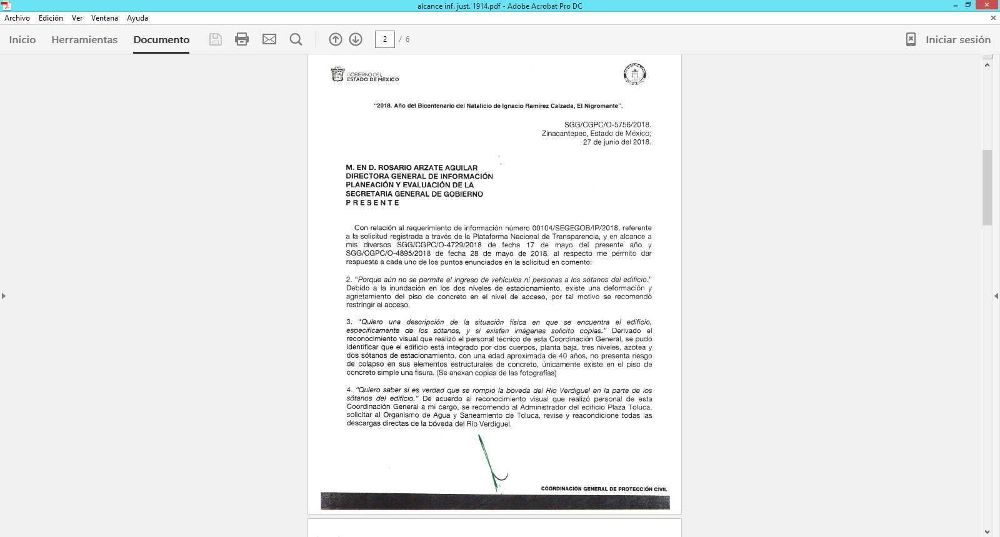 alcance inf. just. 1914.pdf - Adobe Acrobat Pro DC
Archivo Edición Ver Ventana Ayuda
Inicio Herramientas Documento 2 / 6 Iniciar sesión
GOBIERNO DEL
ESTADO DE MÉXICO
“2018. Año del Bicentenario del Natalicio de Ignacio Ramírez Calzada, El Nigromante”.
SGG/CGPC/O-5756/2018.
Zinacantepec, Estado de México;
27 de junio del 2018.
M. EN D. ROSARIO ARZATE AGUILAR
DIRECTORA GENERAL DE INFORMACIÓN
PLANEACIÓN Y EVALUACIÓN DE LA
SECRETARIA GENERAL DE GOBIERNO
P R E S E N T E
Con relación al requerimiento de información número 00104/SEGEGOB/IP/2018, referente
a la solicitud registrada a través de la Plataforma Nacional de Transparencia, y en alcance a
mis diversos SGG/CGPC/O-4729/2018 de fecha 17 de mayo del presente año y
SGG/CGPC/O-4895/2018 de fecha 28 de mayo de 2018, al respecto me permito dar
respuesta a cada uno de los puntos enunciados en la solicitud en comento:
2. “Porque aún no se permite el ingreso de vehículos ni personas a los sótanos del edificio.”
Debido a la inundación en los dos niveles de estacionamiento, existe una deformación y
agrietamiento del piso de concreto en el nivel de acceso, por tal motivo se recomendó
restringir el acceso.
3. “Quiero una descripción de la situación física en que se encuentra el edificio,
específicamente de los sótanos, y si existen imágenes solicito copias.” Derivado el
reconocimiento visual que realizó el personal técnico de esta Coordinación General, se pudo
identificar que el edificio está integrado por dos cuerpos, planta baja, tres niveles, azotea y
dos sótanos de estacionamiento, con una edad aproximada de 40 años, no presenta riesgo
de colapso en sus elementos estructurales de concreto, únicamente existe en el piso de
concreto simple una fisura. (Se anexan copias de las fotografías)
4. “Quiero saber si es verdad que se rompió la bóveda del Río Verdiguel en la parte de los
sótanos del edificio.” De acuerdo al reconocimiento visual que realizó personal de esta
Coordinación General a mi cargo, se recomendó al Administrador del edificio Plaza Toluca,
solicitar al Organismo de Agua y Saneamiento de Toluca, revise y reacondicione todas las
descargas directas de la bóveda del Río Verdiguel.
COORDINACIÓN GENERAL DE PROTECCIÓN CIVIL